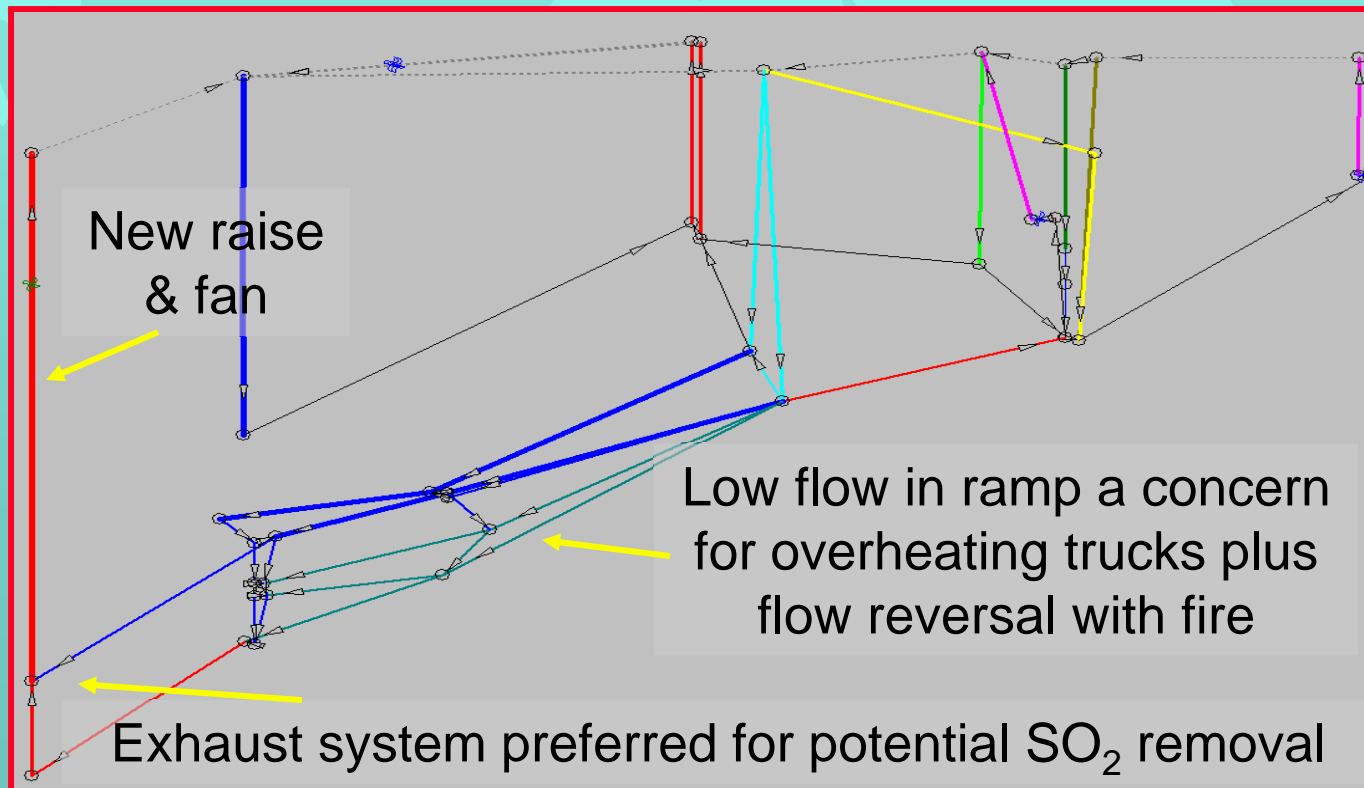 New raise
& fan
Low flow in ramp a concern
for overheating trucks plus
flow reversal with fire
Exhaust system preferred for potential SO₂ removal